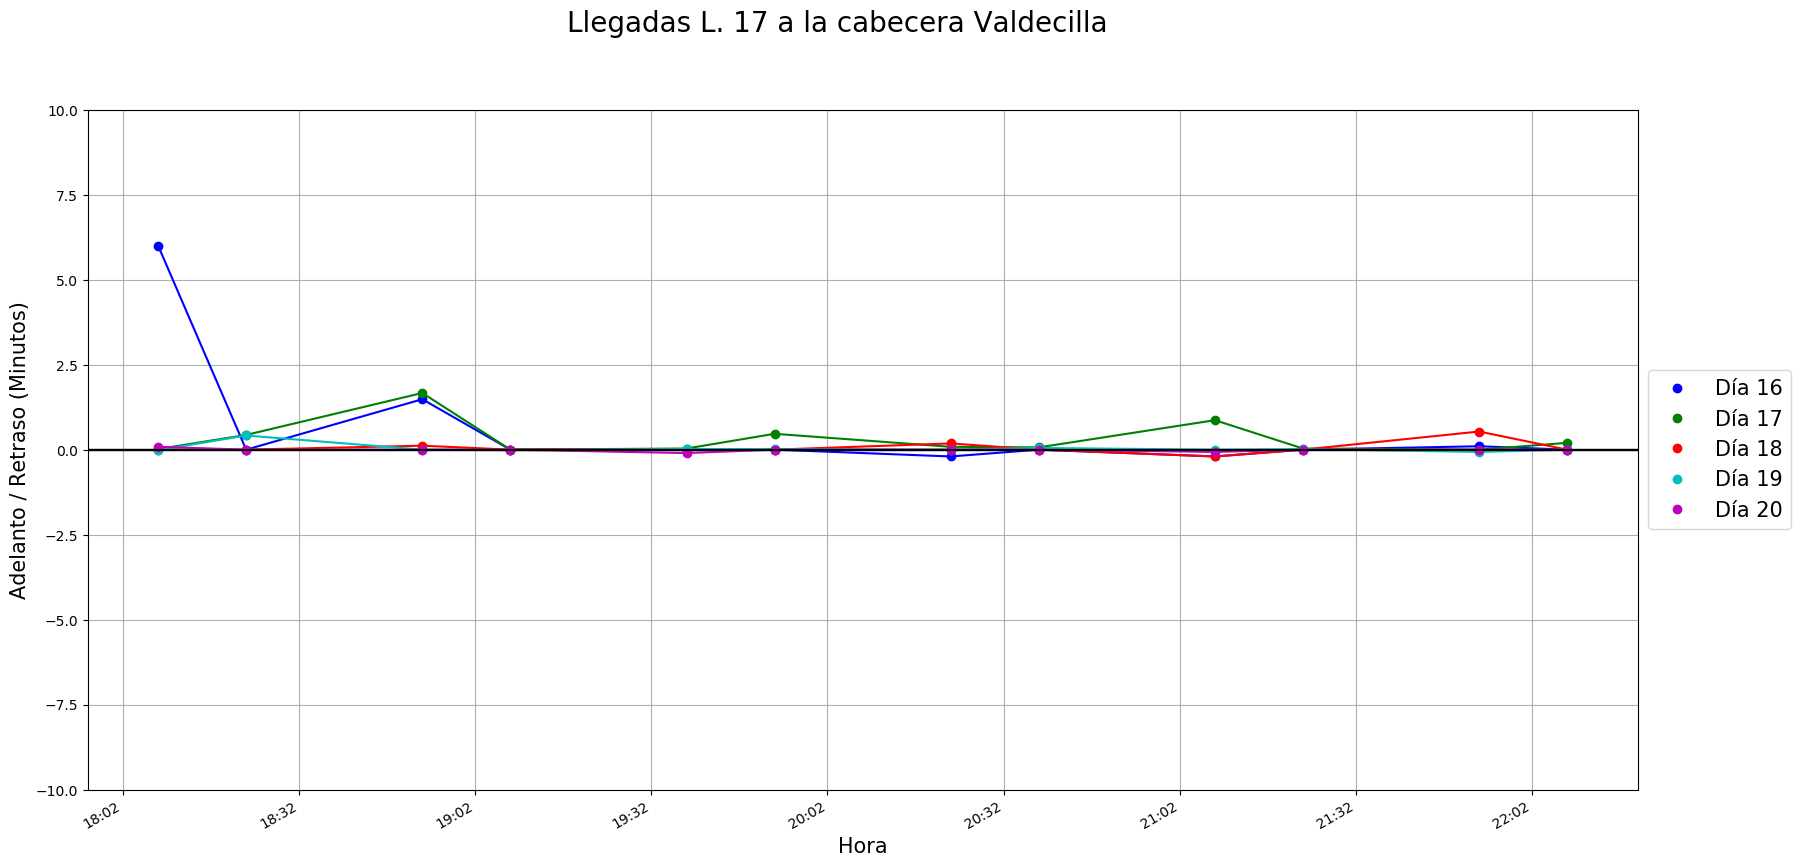 Llegadas L. 17 a la cabecera Valdecilla
Adelanto / Retraso (Minutos)
10.0
7.5
5.0
2.5
0.0
−2.5
−5.0
−7.5
−10.0
18:02
18:32
19:02
19:32
20:02
20:32
21:02
21:32
22:02
Hora
Día 16
Día 17
Día 18
Día 19
Día 20